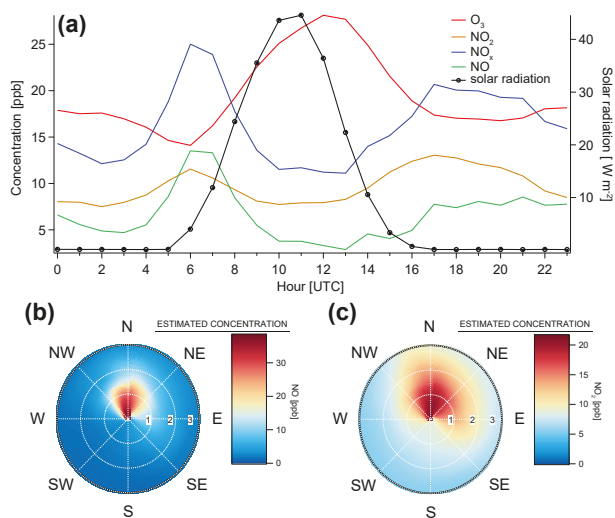 (a)
O3
NO2
NOx
NO
solar radiation
Concentration [ppb]
25
20
15
10
5
Solar radiation [ W m-2]
40
30
20
10
0 2 4 6 8 10 12 14 16 18 20 22
Hour [UTC]
(b)
N
NE
E
SE
S
SW
W
NW
1 2 3
ESTIMATED CONCENTRATION
30
20
10
0
[ppb]
(c)
N
NE
E
SE
S
SW
W
NW
1 2 3
ESTIMATED CONCENTRATION
20
15
10
5
0
NO2 [ppb]